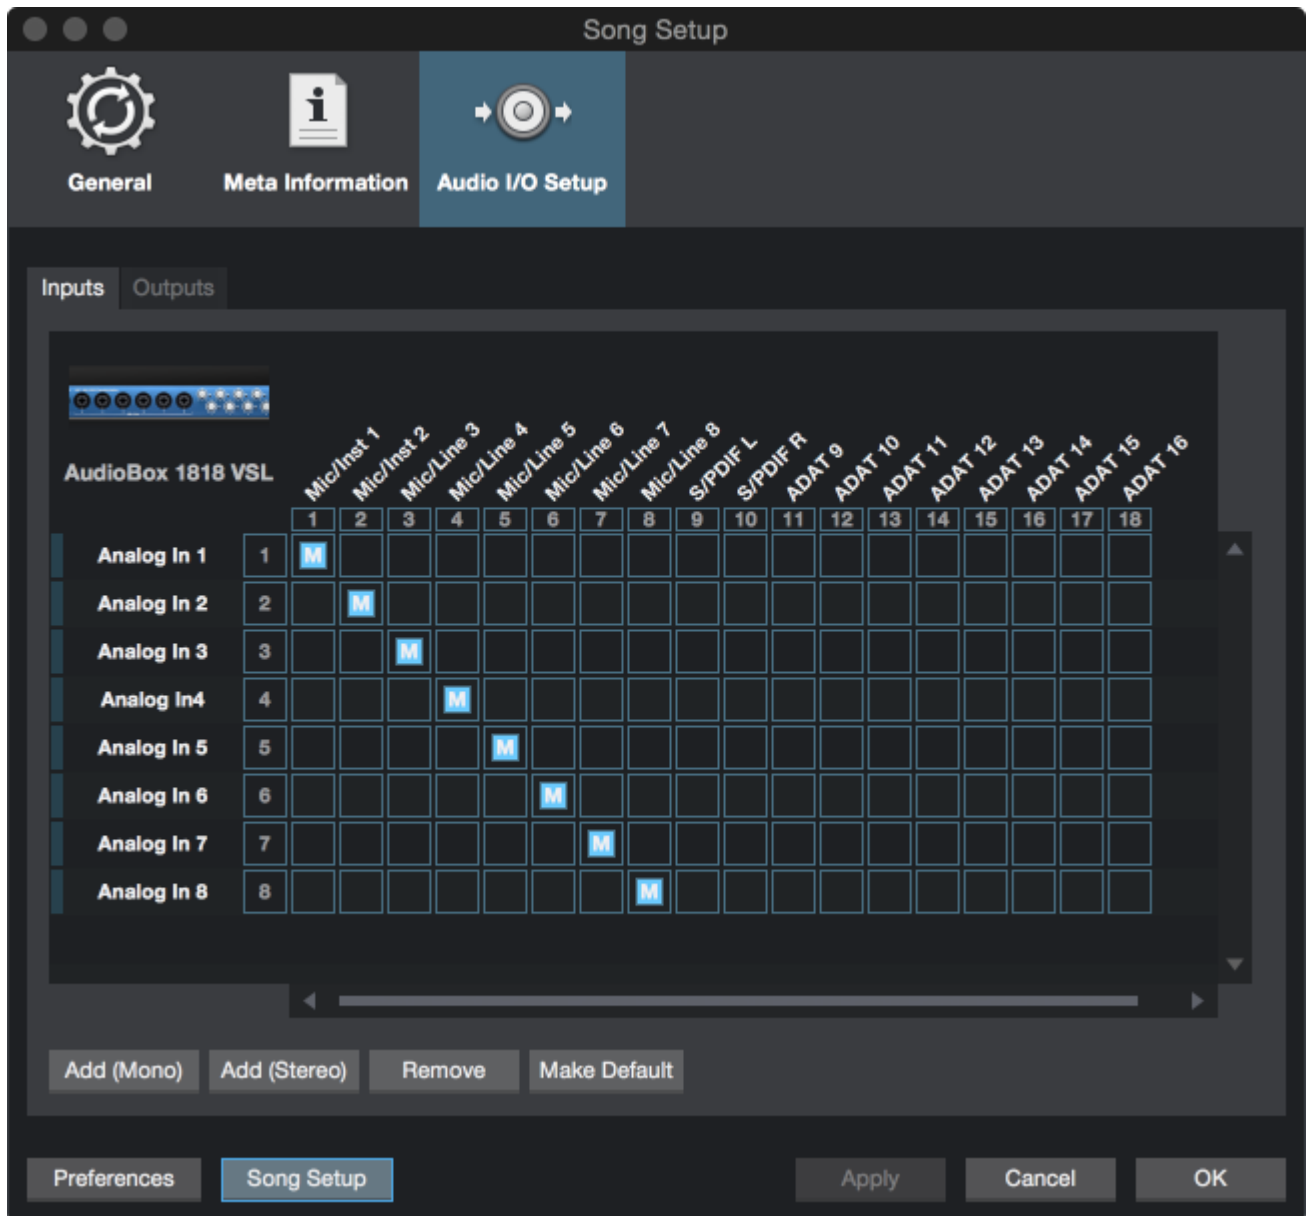 Song Setup
General
Meta Information
Audio I/O Setup
Inputs
Outputs
AudioBox 1818 VSL
Mic/Inst 1
Mic/Inst 2
Mic/Line 3
Mic/Line 4
Mic/Line 5
Mic/Line 6
Mic/Line 7
Mic/Line 8
S/PDIF L
S/PDIF R
ADAT 9
ADAT 10
ADAT 11
ADAT 12
ADAT 13
ADAT 14
ADAT 15
ADAT 16
1 2 3 4 5 6 7 8 9 10 11 12 13 14 15 16 17 18
Analog In 1 1 M
Analog In 2 2 M
Analog In 3 3 M
Analog In4 4 M
Analog In 5 5 M
Analog In 6 6 M
Analog In 7 7 M
Analog In 8 8 M
Add (Mono)
Add (Stereo)
Remove
Make Default
Preferences
Song Setup
Apply
Cancel
OK